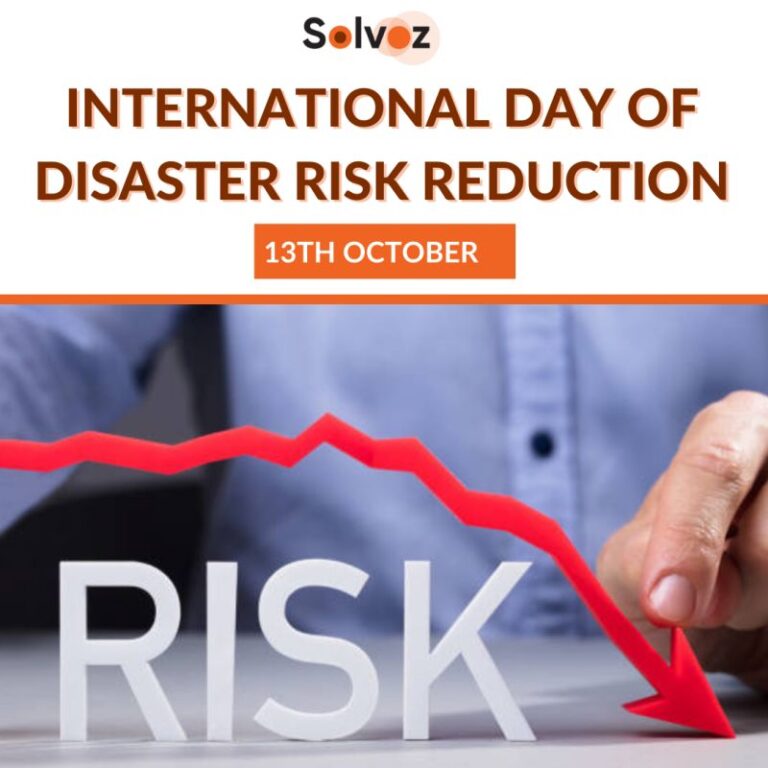 Solvoz
INTERNATIONAL DAY OF
DISASTER RISK REDUCTION
13TH OCTOBER
RISK